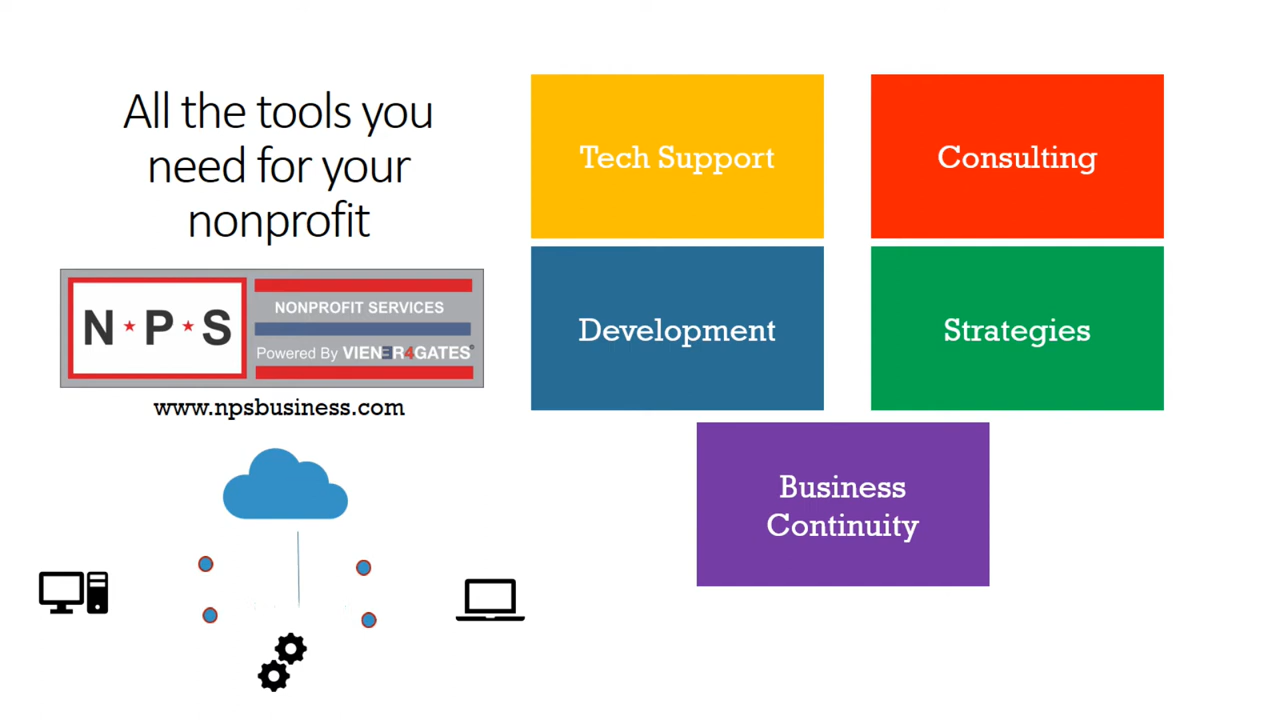 All the tools you
need for your
nonprofit
N★P★S
NONPROFIT SERVICES
Powered By VIENER4GATES®
www.npsbusiness.com
Tech Support
Consulting
Development
Strategies
Business
Continuity